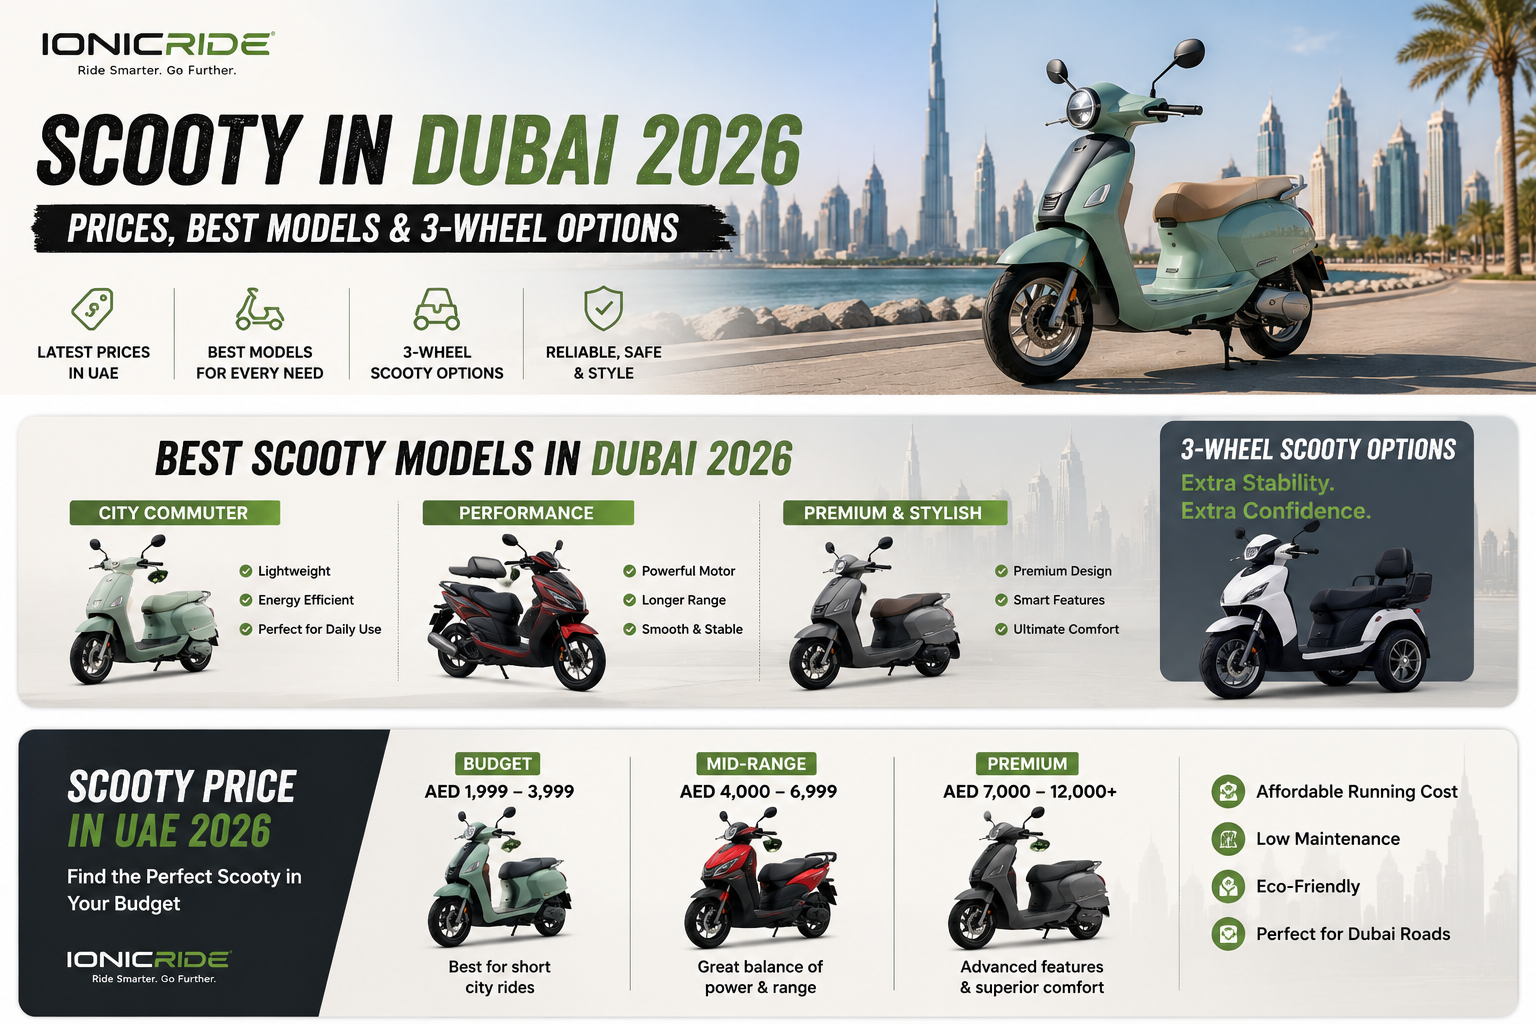 IONICRIDE
Ride Smarter. Go Further.
SCOOTY IN DUBAI 2026
PRICES, BEST MODELS & 3-WHEEL OPTIONS
LATEST PRICES
IN UAE
BEST MODELS
FOR EVERY NEED
3-WHEEL
SCOOTY OPTIONS
RELIABLE, SAFE
& STYLE
BEST SCOOTY MODELS IN DUBAI 2026
CITY COMMUTER
Lightweight
Energy Efficient
Perfect for Daily Use
PERFORMANCE
Powerful Motor
Longer Range
Smooth & Stable
PREMIUM & STYLISH
Premium Design
Smart Features
Ultimate Comfort
3-WHEEL SCOOTY OPTIONS
Extra Stability.
Extra Confidence.
SCOOTY PRICE
IN UAE 2026
Find the Perfect Scooty in
Your Budget
IONICRIDE
Ride Smarter. Go Further.
BUDGET
AED 1,999 – 3,999
Best for short
city rides
MID-RANGE
AED 4,000 – 6,999
Great balance of
power & range
PREMIUM
AED 7,000 – 12,000+
Advanced features
& superior comfort
Affordable Running Cost
Low Maintenance
Eco-Friendly
Perfect for Dubai Roads